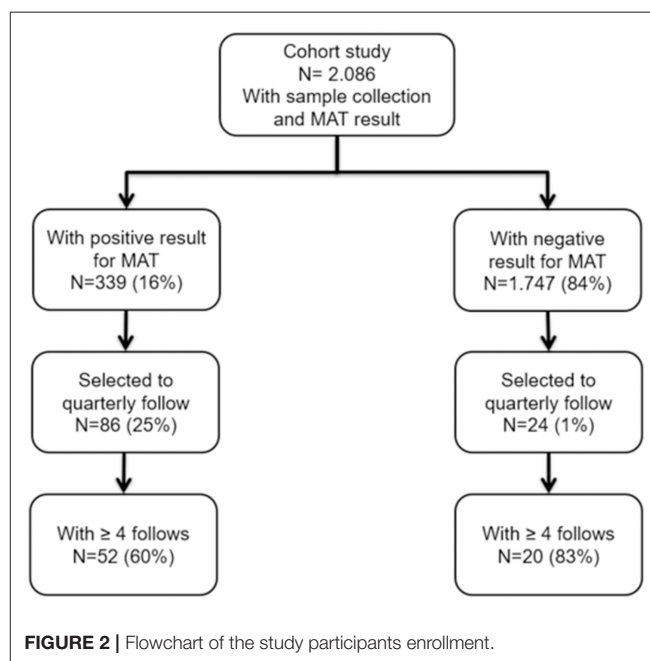 Cohort study
N= 2.086
With sample collection
and MAT result
With positive result
for MAT
N=339 (16%)
With negative
result for MAT
N=1.747 (84%)
Selected to
quarterly follow
N=86 (25%)
Selected to
quarterly follow
N=24 (1%)
With ≥ 4 follows
N=52 (60%)
With ≥ 4 follows
N=20 (83%)
FIGURE 2 | Flowchart of the study participants enrollment.